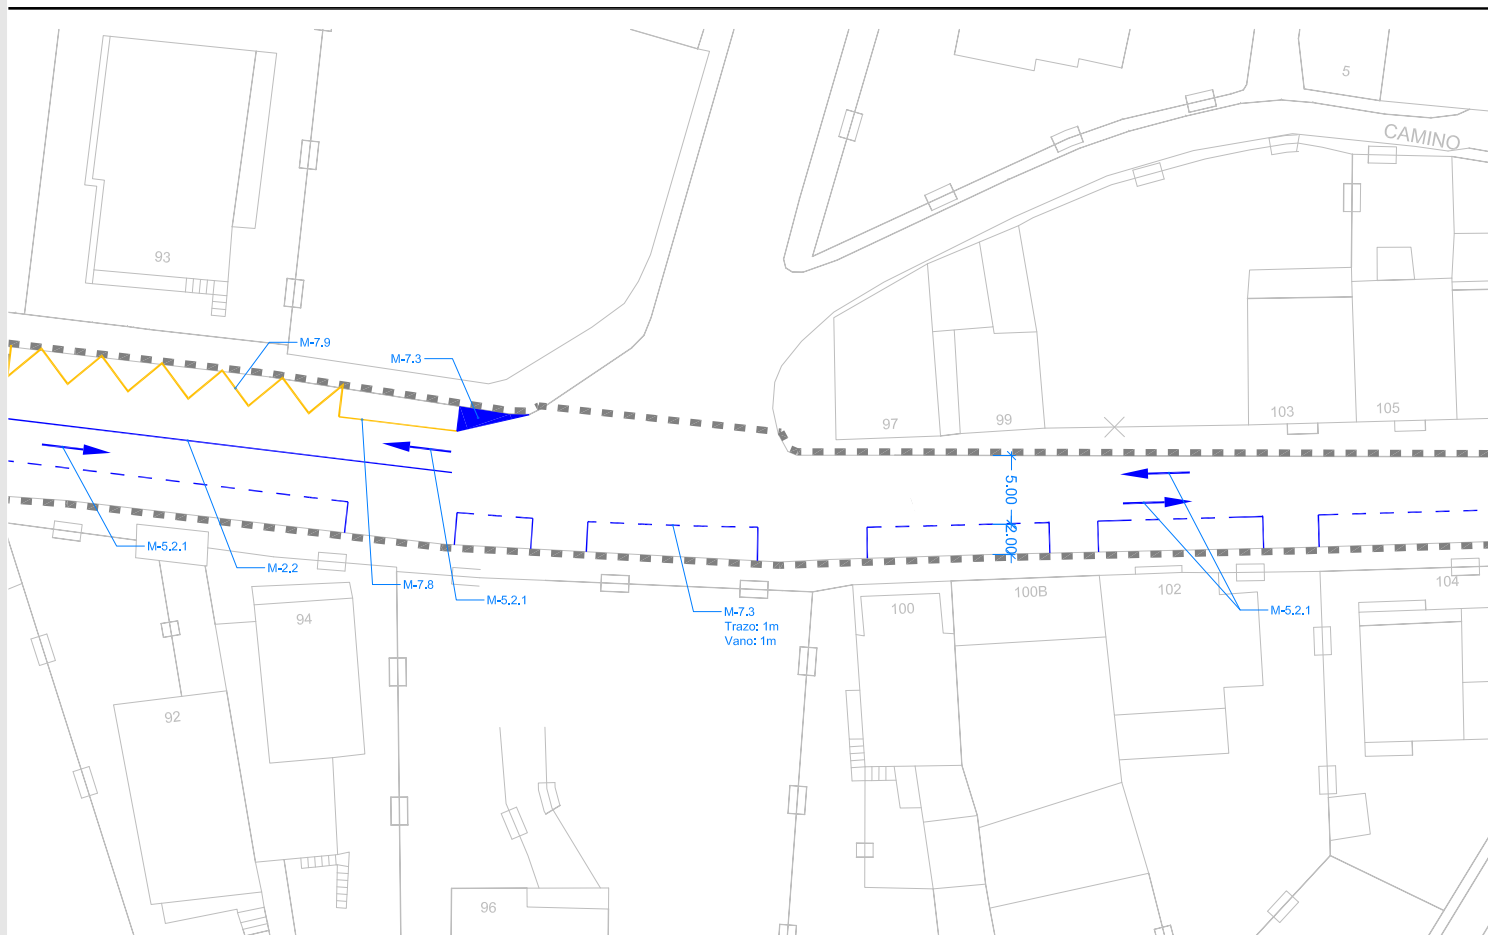 5
CAMINO
93
M-7.9
M-7.3
97
99
103
105
5.00
2.00
M-5.2.1
M-2.2
M-7.8
M-5.2.1
M-7.3
Trazo: 1m
Vano: 1m
M-5.2.1
94
100
100B
102
104
92
96